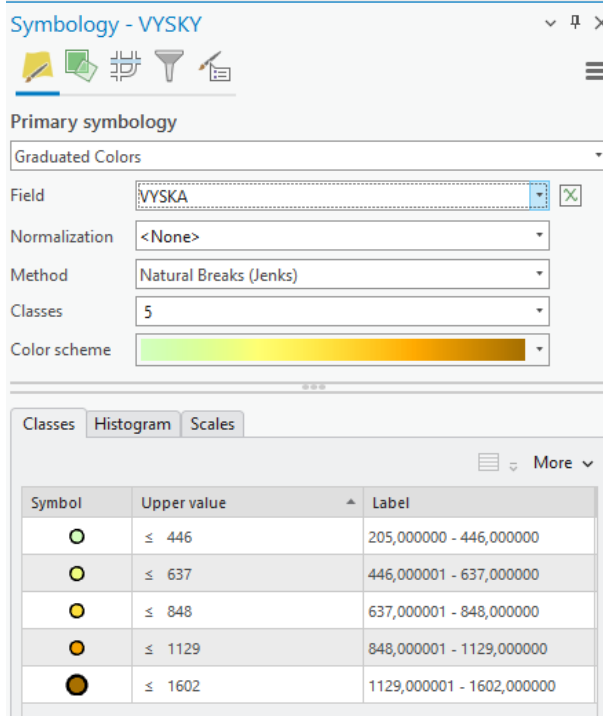 Symbology - VYSKY
Primary symbology
Graduated Colors
Field VYSKA
Normalization <None>
Method Natural Breaks (Jenks)
Classes 5
Color scheme
Classes Histogram Scales
More
Symbol Upper value Label
≤ 446 205,000000 - 446,000000
≤ 637 446,000001 - 637,000000
≤ 848 637,000001 - 848,000000
≤ 1129 848,000001 - 1129,000000
≤ 1602 1129,000001 - 1602,000000